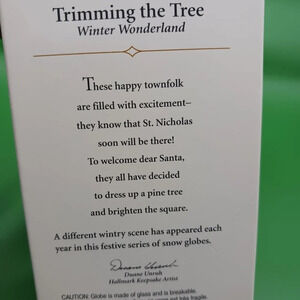 Trimming the Tree
Winter Wonderland
These happy townfolk
are filled with excitement–
they know that St. Nicholas
soon will be there!
To welcome dear Santa,
they all have decided
to dress up a pine tree
and brighten the square.
A different wintry scene has appeared each
year in this festive series of snow globes.
Duane Unruh
Duane Unruh
Hallmark Keepsake Artist
CAUTION: Globe is made of glass and is breakable.